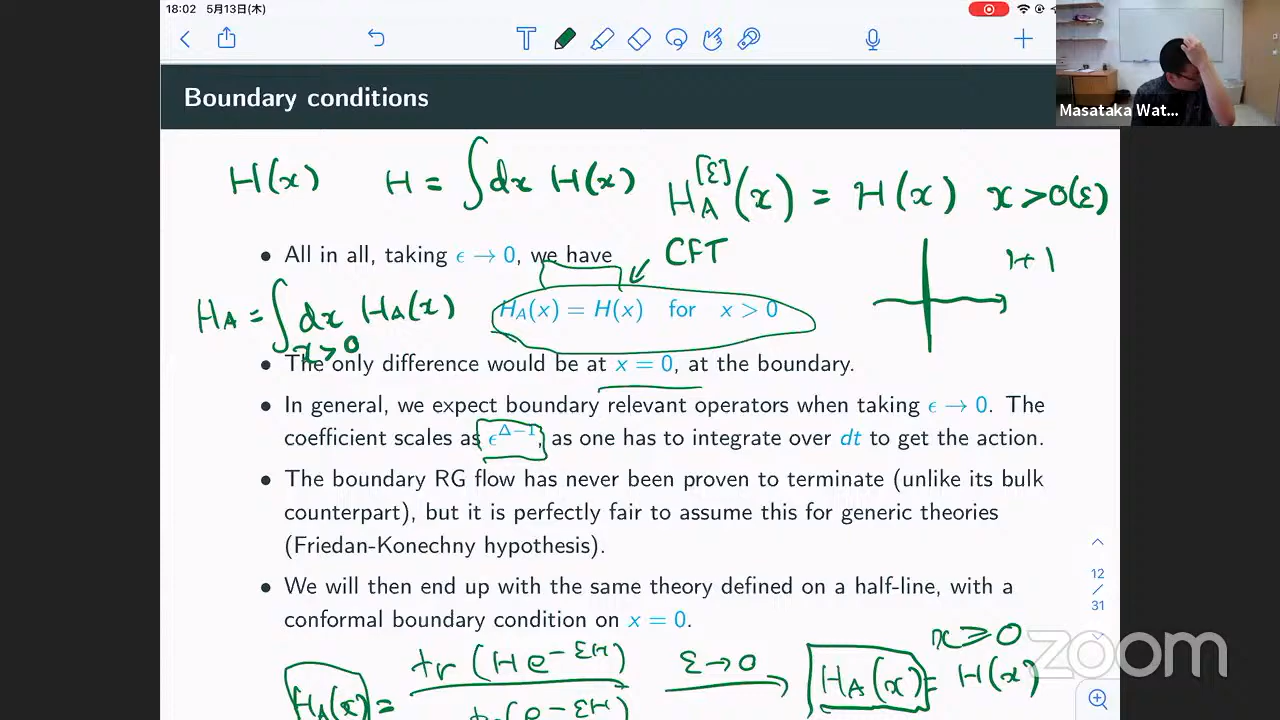 18:02 5月13日(木)
Boundary conditions
Masataka Wat...
H(x) H = ∫dx H(x) H_A^[ε](x) = H(x) x>0(ε)
• All in all, taking ϵ → 0, we have CFT 1+1
H_A = ∫_{x>0} dx H_A(x) H_A(x) = H(x) for x > 0
• The only difference would be at x = 0, at the boundary.
• In general, we expect boundary relevant operators when taking ϵ → 0. The
coefficient scales as ϵ^{Δ−1}, as one has to integrate over dt to get the action.
• The boundary RG flow has never been proven to terminate (unlike its bulk
counterpart), but it is perfectly fair to assume this for generic theories
(Friedan-Konechny hypothesis).
12
/
31
• We will then end up with the same theory defined on a half-line, with a
conformal boundary condition on x = 0.
x ≥ 0
H_A(x) = tr(H e^{-εH}) / tr(e^{-εH}) ε→0 H_A(x) = H(x)
zoom